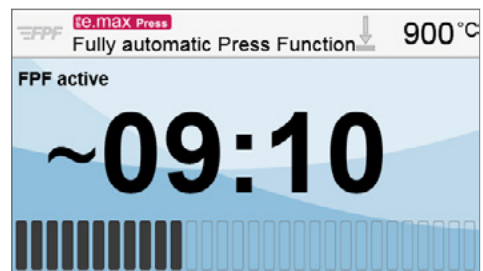 FPF e.max Press
Fully automatic Press Function 900°C
FPF active
~09:10